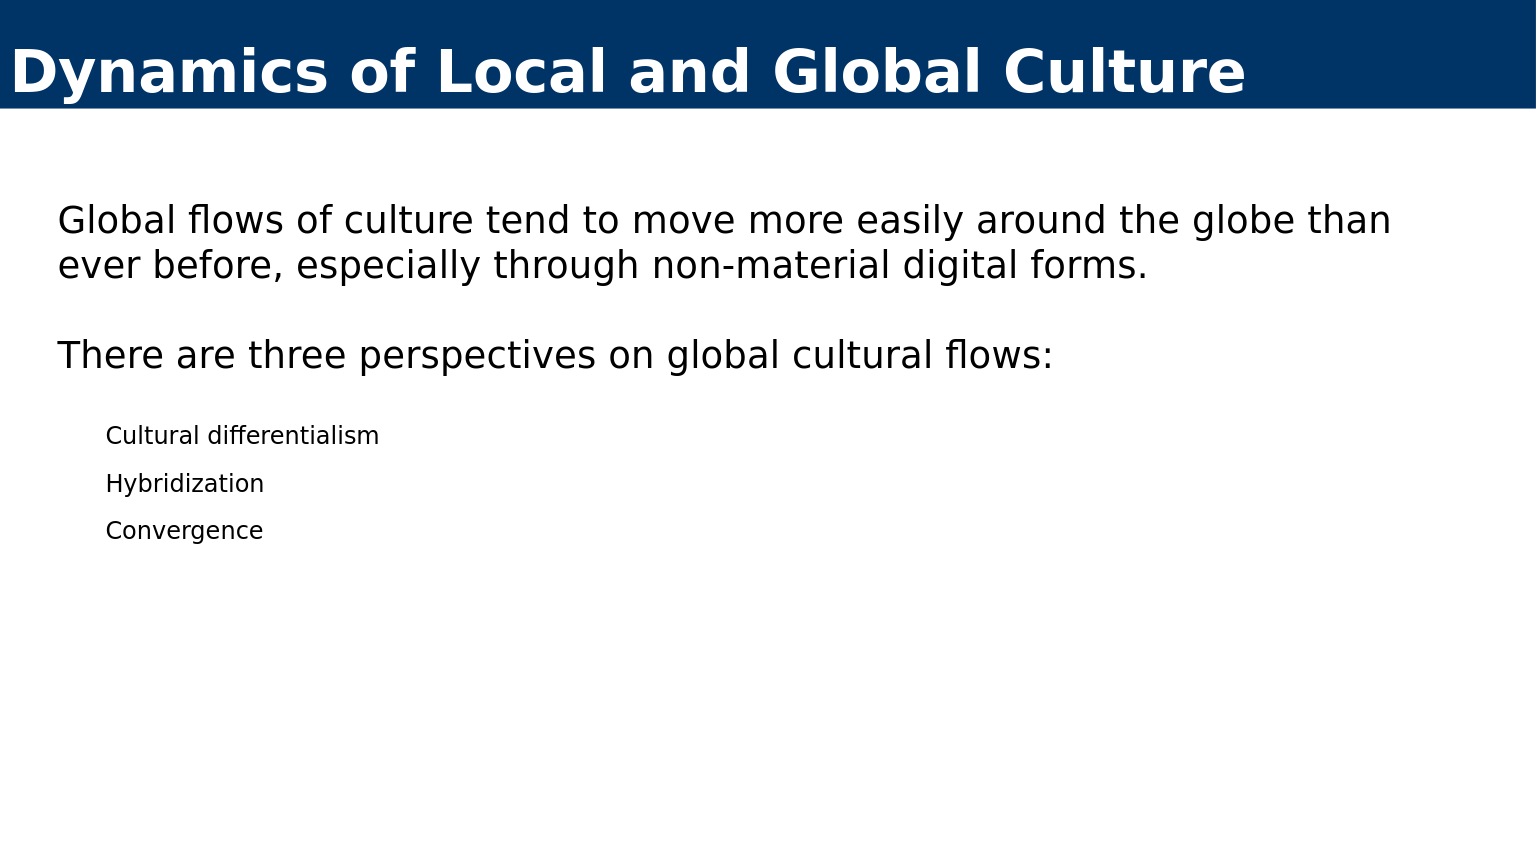 Dynamics of Local and Global Culture
Global flows of culture tend to move more easily around the globe than
ever before, especially through non-material digital forms.
There are three perspectives on global cultural flows:
Cultural differentialism
Hybridization
Convergence